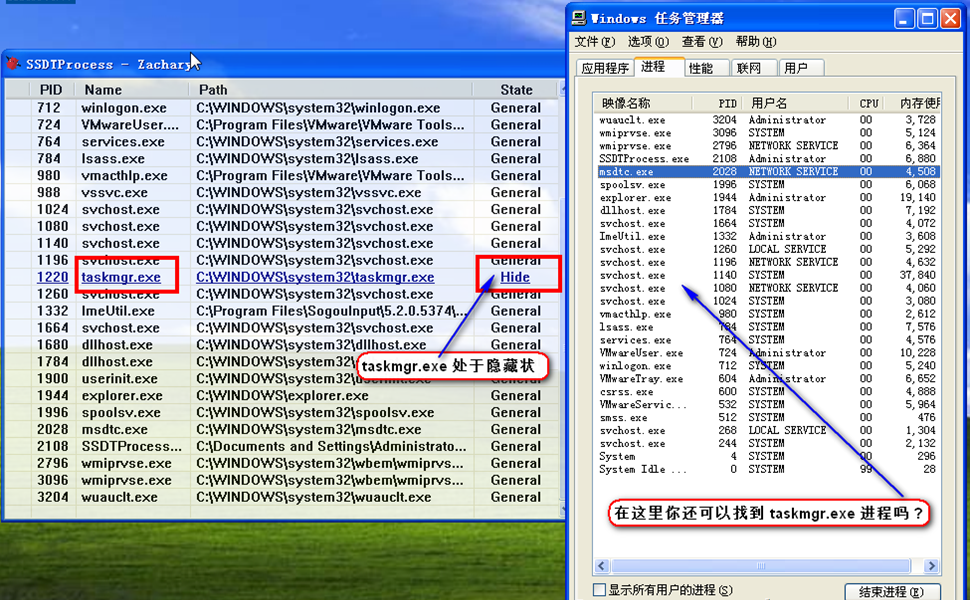 SSDTProcess - Zachary
PID Name Path State
712 winlogon.exe C:\WINDOWS\system32\winlogon.exe General
724 VMwareUser.... C:\Program Files\VMware\VMware Tools... General
764 services.exe C:\WINDOWS\system32\services.exe General
784 lsass.exe C:\WINDOWS\system32\lsass.exe General
980 vmacthlp.exe C:\Program Files\VMware\VMware Tools... General
988 vssvc.exe C:\WINDOWS\system32\vssvc.exe General
1024 svchost.exe C:\WINDOWS\system32\svchost.exe General
1080 svchost.exe C:\WINDOWS\system32\svchost.exe General
1140 svchost.exe C:\WINDOWS\system32\svchost.exe General
1196 svchost.exe C:\WINDOWS\system32\svchost.exe General
1220 taskmgr.exe C:\WINDOWS\system32\taskmgr.exe Hide
1260 svchost.exe C:\WINDOWS\system32\svchost.exe General
1332 ImeUtil.exe C:\Program Files\SogouInput\5.2.0.5374\... General
1664 svchost.exe C:\WINDOWS\system32\svchost.exe General
1680 dllhost.exe C:\WINDOWS\system32\dllhost.exe General
1784 dllhost.exe C:\WINDOWS\system32\ General
taskmgr.exe 处于隐藏状
1900 userinit.exe C:\WINDOWS\system32\ General
1944 explorer.exe C:\WINDOWS\explorer.exe General
1996 spoolsv.exe C:\WINDOWS\system32\spoolsv.exe General
2028 msdtc.exe C:\WINDOWS\system32\msdtc.exe General
2108 SSDTProcess... C:\Documents and Settings\Administrato... General
2796 wmiprvse.exe C:\WINDOWS\system32\wbem\wmiprvs... General
3096 wmiprvse.exe C:\WINDOWS\system32\wbem\wmiprvs... General
3204 wuauclt.exe C:\WINDOWS\system32\wuauclt.exe General
Windows 任务管理器
文件(F) 选项(O) 查看(V) 帮助(H)
应用程序 进程 性能 联网 用户
映像名称 PID 用户名 CPU 内存使用
wuauclt.exe 3204 Administrator 00 3,728
wmiprvse.exe 3096 SYSTEM 00 5,124
wmiprvse.exe 2796 NETWORK SERVICE 00 6,364
SSDTProcess.exe 2108 Administrator 00 6,880
msdtc.exe 2028 NETWORK SERVICE 00 4,508
spoolsv.exe 1996 SYSTEM 00 6,068
explorer.exe 1944 Administrator 00 19,140
dllhost.exe 1784 SYSTEM 00 7,192
svchost.exe 1664 SYSTEM 00 4,072
ImeUtil.exe 1332 Administrator 00 3,608
svchost.exe 1260 LOCAL SERVICE 00 5,292
svchost.exe 1196 NETWORK SERVICE 00 4,632
svchost.exe 1140 SYSTEM 00 37,840
svchost.exe 1080 NETWORK SERVICE 00 4,060
svchost.exe 1024 SYSTEM 00 3,080
vmacthlp.exe 980 SYSTEM 00 2,612
lsass.exe 784 SYSTEM 00 7,576
services.exe 764 SYSTEM 00 4,576
VMwareUser.exe 724 Administrator 00 10,228
winlogon.exe 712 SYSTEM 00 5,240
VMwareTray.exe 604 Administrator 00 6,652
csrss.exe 600 SYSTEM 00 4,888
VMwareServic... 532 SYSTEM 00 5,964
smss.exe 512 SYSTEM 00 476
svchost.exe 268 LOCAL SERVICE 00 1,304
svchost.exe 244 SYSTEM 00 2,132
System 4 SYSTEM 00 296
System Idle ... 0 SYSTEM 99 28
在这里你还可以找到 taskmgr.exe 进程吗？
显示所有用户的进程(S)
结束进程(E)